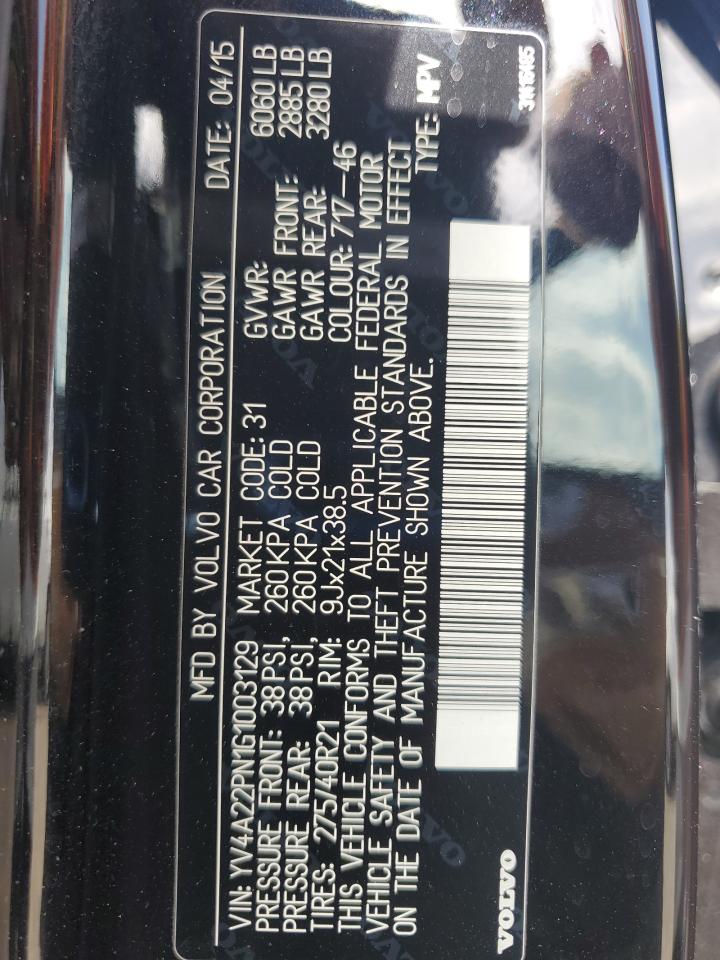 MFD BY VOLVO CAR CORPORATION DATE: 04/15
VIN: YV4A22PN1G1003129 MARKET CODE: 31 GVWR: 6060 LB
PRESSURE FRONT: 38 PSI, 260 KPA COLD GAWR FRONT: 2885 LB
PRESSURE REAR: 38 PSI, 260 KPA COLD GAWR REAR: 3280 LB
TIRES: 275/40R21 RIM: 9Jx21x38.5 COLOUR: 717-46
THIS VEHICLE CONFORMS TO ALL APPLICABLE FEDERAL MOTOR
VEHICLE SAFETY AND THEFT PREVENTION STANDARDS IN EFFECT
ON THE DATE OF MANUFACTURE SHOWN ABOVE. TYPE: MPV
VOLVO